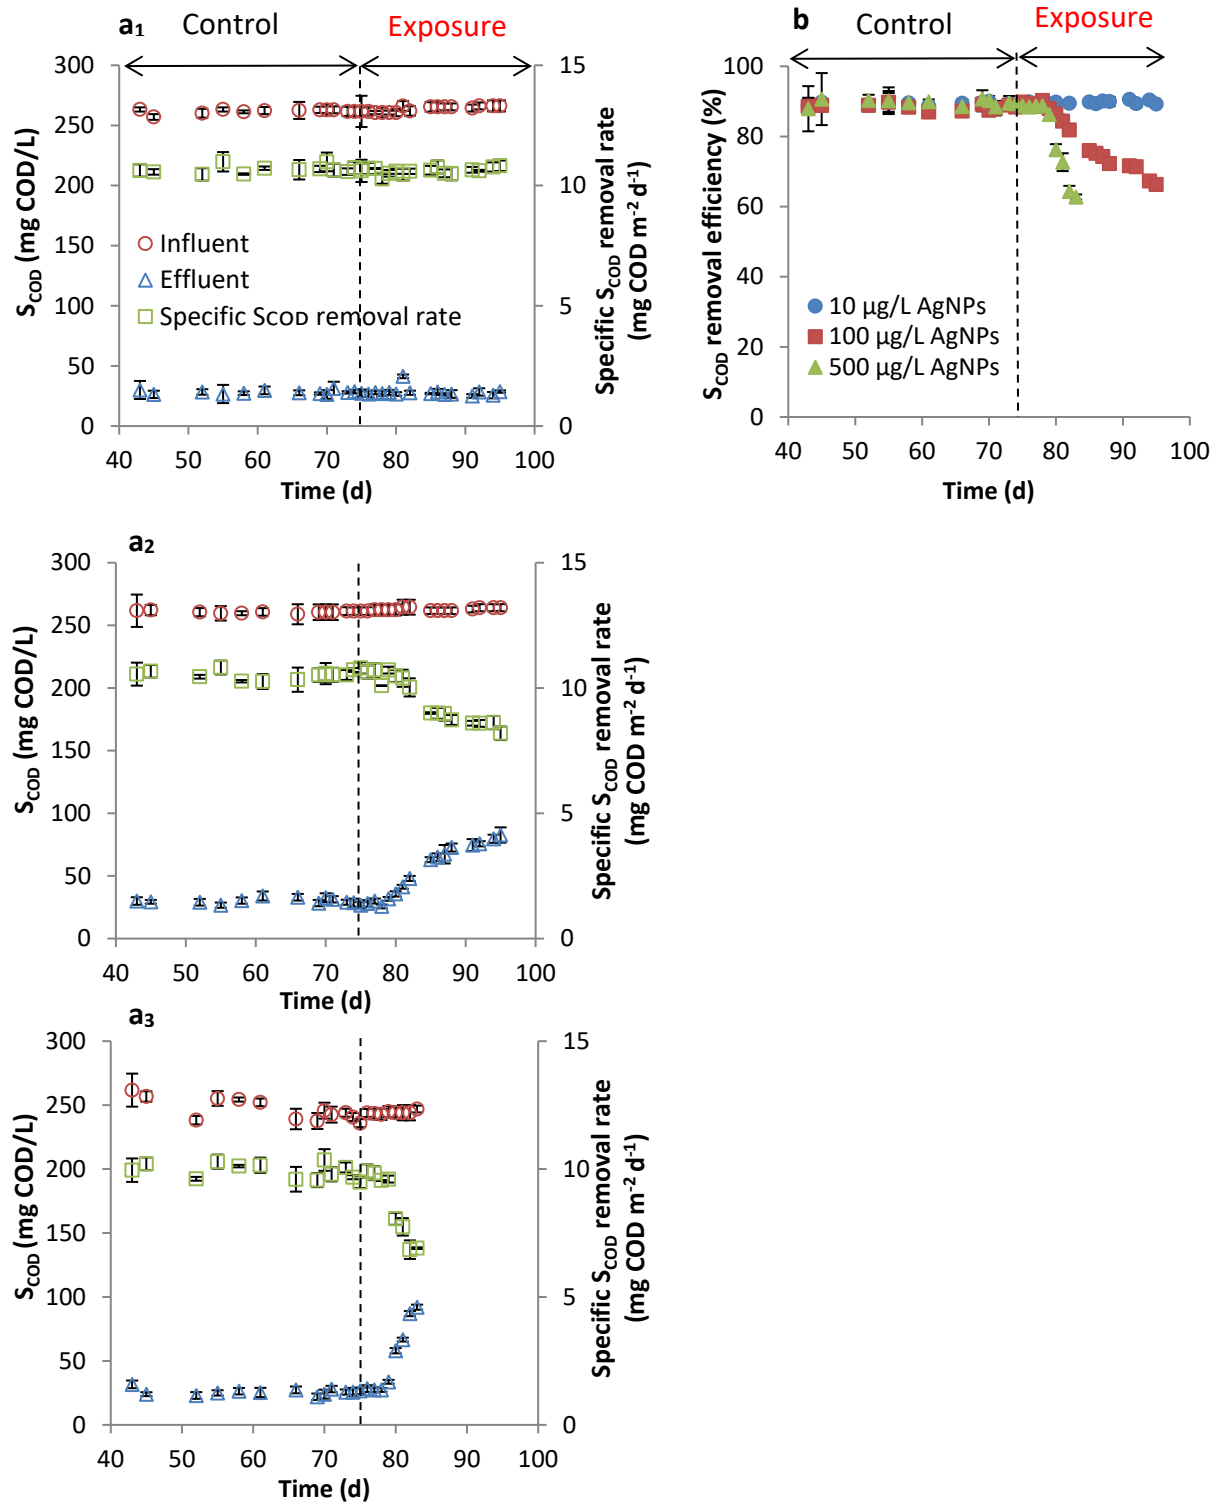 a1 Control Exposure
300
250
200
150
100
50
0
S_COD (mg COD/L)
Influent
Effluent
Specific SCOD removal rate
15
10
5
0
Specific S_COD removal rate
(mg COD m⁻² d⁻¹)
40 50 60 70 80 90 100
Time (d)
b Control Exposure
100
80
60
40
20
0
S_COD removal efficiency (%)
10 µg/L AgNPs
100 µg/L AgNPs
500 µg/L AgNPs
40 50 60 70 80 90 100
Time (d)
a2
300
250
200
150
100
50
0
S_COD (mg COD/L)
15
10
5
0
Specific S_COD removal rate
(mg COD m⁻² d⁻¹)
40 50 60 70 80 90 100
Time (d)
a3
300
250
200
150
100
50
0
S_COD (mg COD/L)
15
10
5
0
Specific S_COD removal rate
(mg COD m⁻² d⁻¹)
40 50 60 70 80 90 100
Time (d)